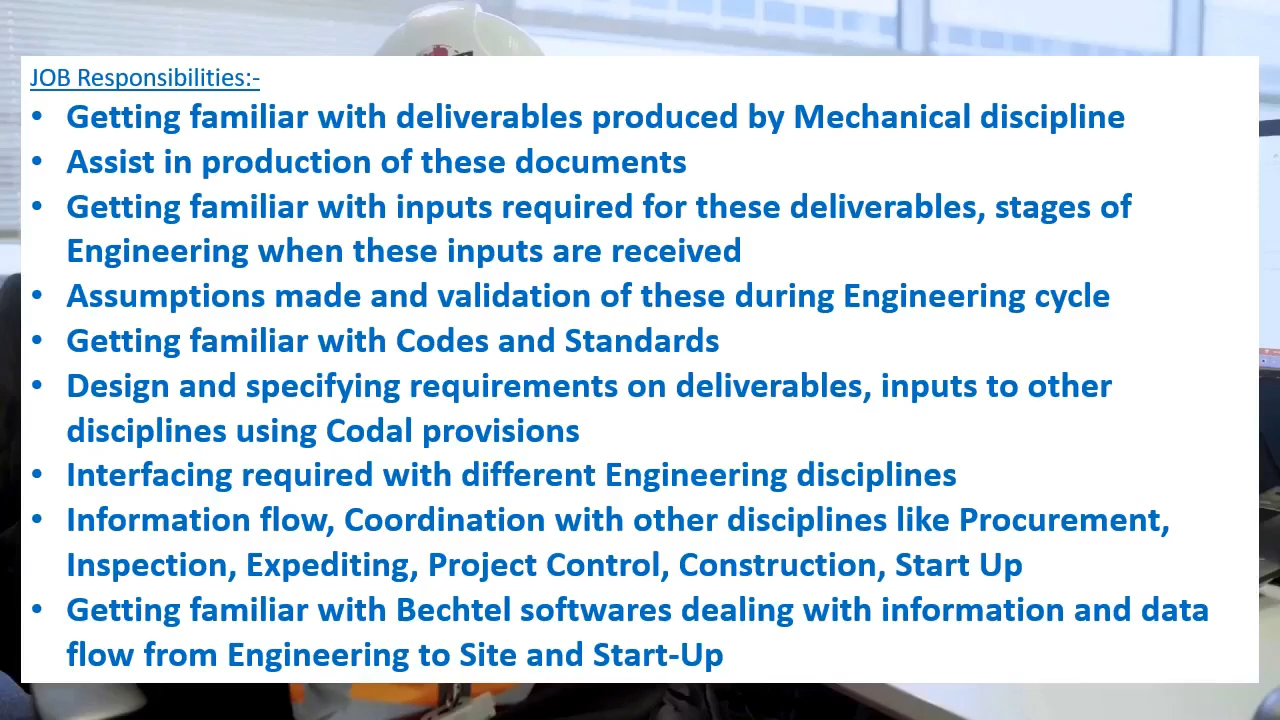 JOB Responsibilities:-
• Getting familiar with deliverables produced by Mechanical discipline
• Assist in production of these documents
• Getting familiar with inputs required for these deliverables, stages of
Engineering when these inputs are received
• Assumptions made and validation of these during Engineering cycle
• Getting familiar with Codes and Standards
• Design and specifying requirements on deliverables, inputs to other
disciplines using Codal provisions
• Interfacing required with different Engineering disciplines
• Information flow, Coordination with other disciplines like Procurement,
Inspection, Expediting, Project Control, Construction, Start Up
• Getting familiar with Bechtel softwares dealing with information and data
flow from Engineering to Site and Start-Up